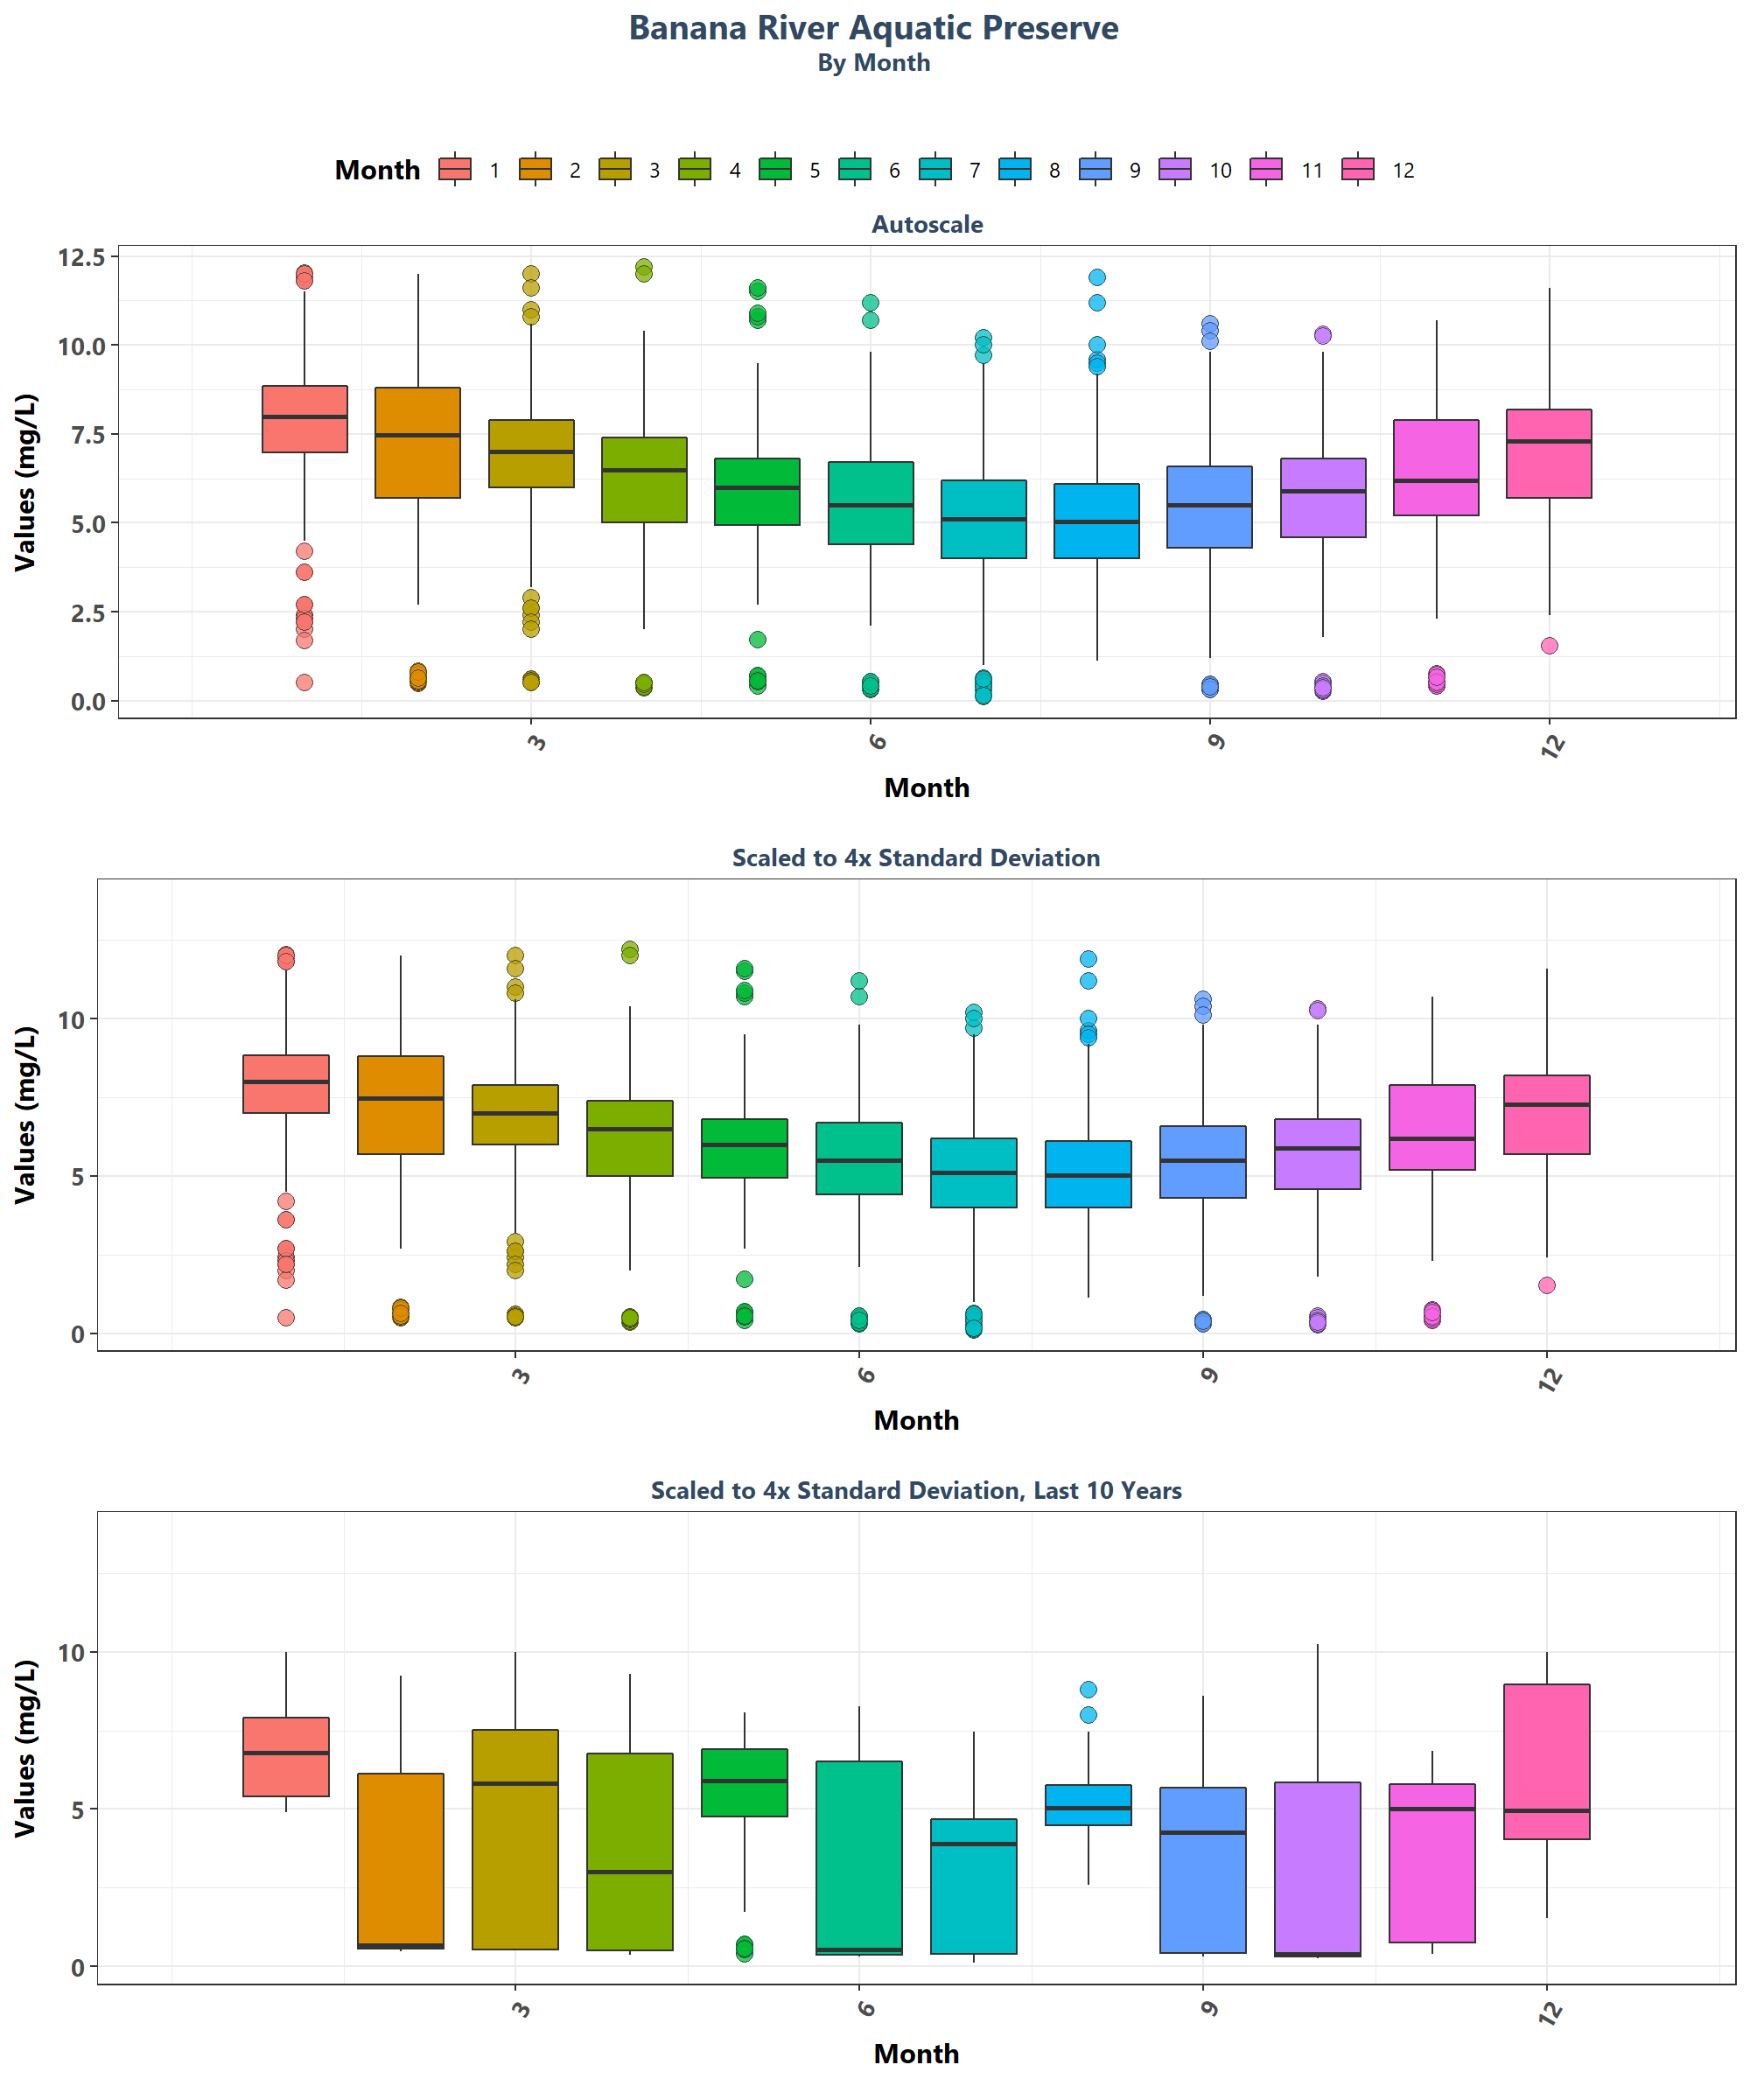 Banana River Aquatic Preserve
By Month
Month 1 2 3 4 5 6 7 8 9 10 11 12
Autoscale
Values (mg/L)
12.5
10.0
7.5
5.0
2.5
0.0
3 6 9 12
Month
Scaled to 4x Standard Deviation
Values (mg/L)
10
5
0
3 6 9 12
Month
Scaled to 4x Standard Deviation, Last 10 Years
Values (mg/L)
10
5
0
3 6 9 12
Month